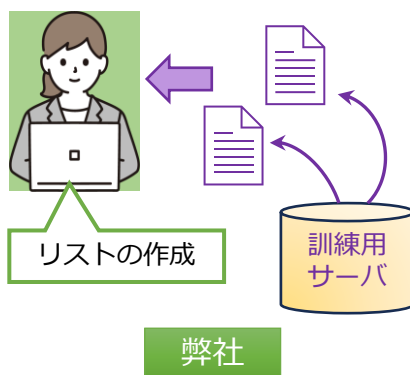 リストの作成
訓練用
サーバ
弊社